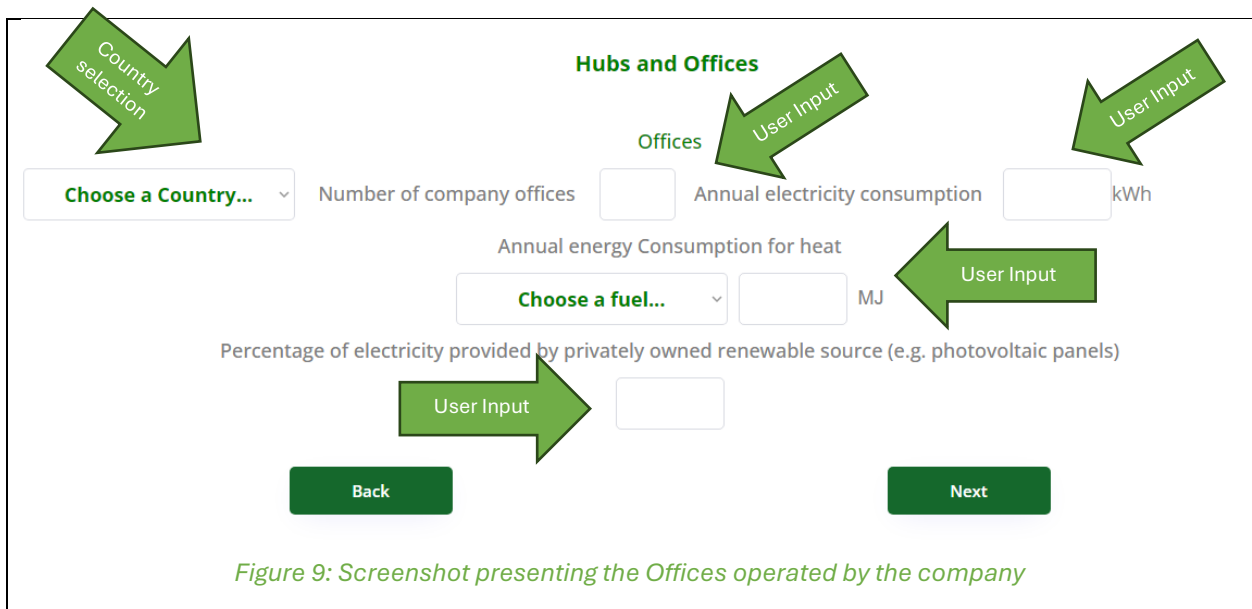 Country
selection
Hubs and Offices
User Input
User Input
Offices
Choose a Country...
Number of company offices
Annual electricity consumption
kWh
Annual energy Consumption for heat
Choose a fuel...
MJ
User Input
Percentage of electricity provided by privately owned renewable source (e.g. photovoltaic panels)
User Input
Back
Next
Figure 9: Screenshot presenting the Offices operated by the company